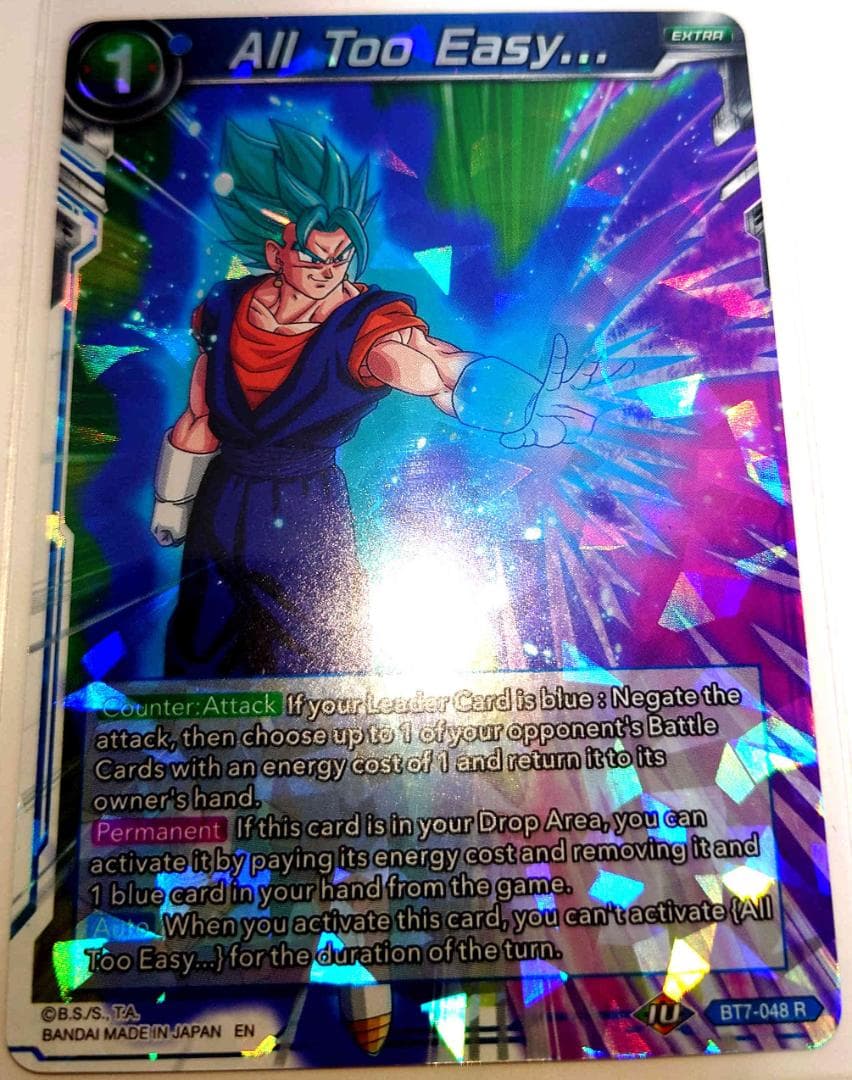 1
All Too Easy...
EXTRA
Counter:Attack If your Leader Card is blue : Negate the
attack, then choose up to 1 of your opponent's Battle
Cards with an energy cost of 1 and return it to its
owner's hand.
Permanent If this card is in your Drop Area, you can
activate it by paying its energy cost and removing it and
1 blue card in your hand from the game.
Auto When you activate this card, you can't activate {All
Too Easy...} for the duration of the turn.
©B.S./S., T.A.
BANDAI MADE IN JAPAN EN
IU
BT7-048 R